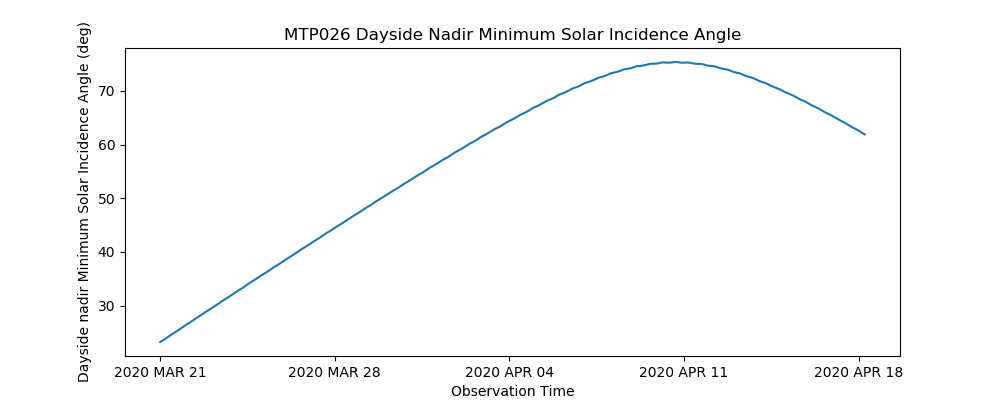 MTP026 Dayside Nadir Minimum Solar Incidence Angle
Dayside nadir Minimum Solar Incidence Angle (deg)
70
60
50
40
30
2020 MAR 21
2020 MAR 28
2020 APR 04
2020 APR 11
2020 APR 18
Observation Time